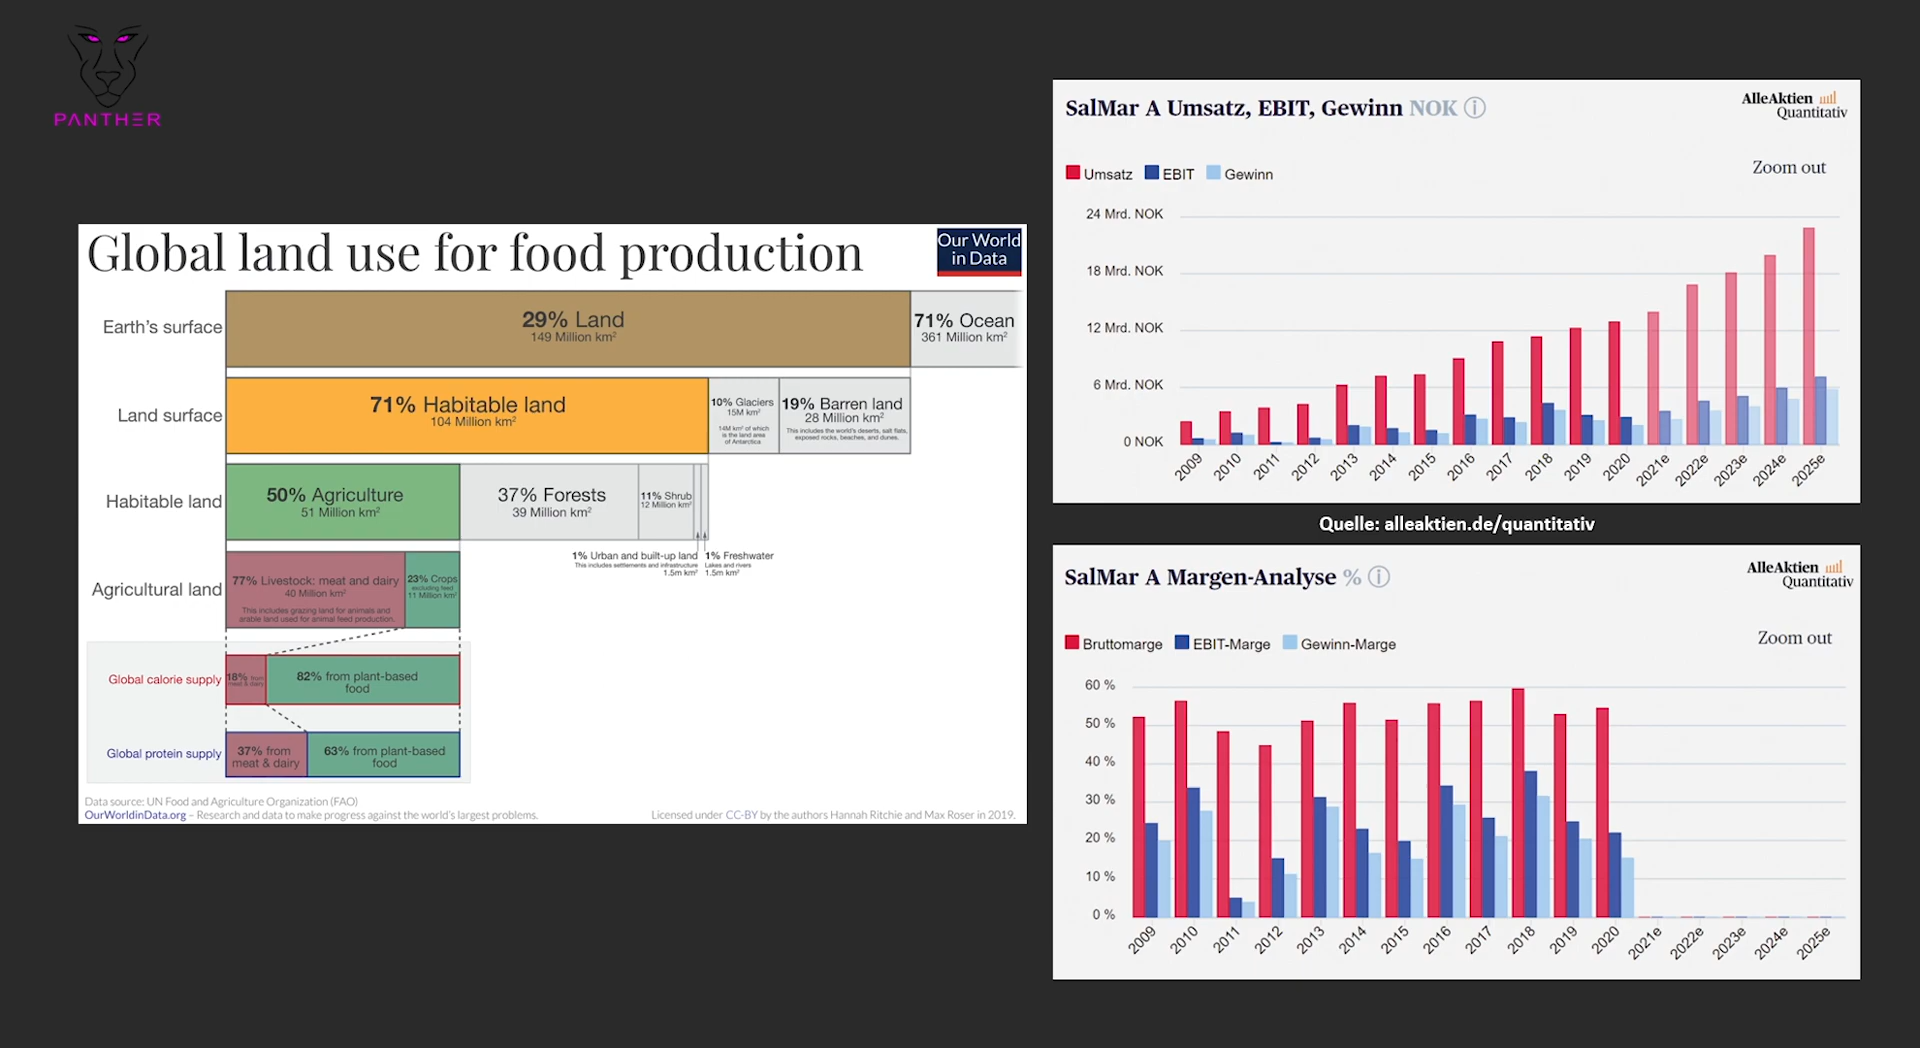 PANTHER
Global land use for food production
Our World
in Data
Earth's surface
29% Land
149 Million km²
71% Ocean
361 Million km²
Land surface
71% Habitable land
104 Million km²
10% Glaciers
15M km²
14M km² of which
is the land area
of Antarctica
19% Barren land
28 Million km²
This includes the world's deserts, salt flats,
exposed rocks, beaches, and dunes.
Habitable land
50% Agriculture
51 Million km²
37% Forests
39 Million km²
11% Shrub
12 Million km²
1% Urban and built-up land
This includes settlements and infrastructure
1.5m km²
1% Freshwater
Lakes and rivers
1.5m km²
Agricultural land
77% Livestock: meat and dairy
40 Million km²
This includes grazing land for animals and
arable land used for animal feed production.
23% Crops
excluding feed
11 Million km²
Global calorie supply
18% from
meat & dairy
82% from plant-based
food
Global protein supply
37% from
meat & dairy
63% from plant-based
food
Data source: UN Food and Agriculture Organization (FAO)
OurWorldinData.org – Research and data to make progress against the world's largest problems.
Licensed under CC-BY by the authors Hannah Ritchie and Max Roser in 2019.
SalMar A Umsatz, EBIT, Gewinn NOK ⓘ
AlleAktien
Quantitativ
Zoom out
Umsatz EBIT Gewinn
24 Mrd. NOK
18 Mrd. NOK
12 Mrd. NOK
6 Mrd. NOK
0 NOK
2009 2010 2011 2012 2013 2014 2015 2016 2017 2018 2019 2020 2021e 2022e 2023e 2024e 2025e
Quelle: alleaktien.de/quantitativ
SalMar A Margen-Analyse % ⓘ
AlleAktien
Quantitativ
Zoom out
Bruttomarge EBIT-Marge Gewinn-Marge
60 %
50 %
40 %
30 %
20 %
10 %
0 %
2009 2010 2011 2012 2013 2014 2015 2016 2017 2018 2019 2020 2021e 2022e 2023e 2024e 2025e